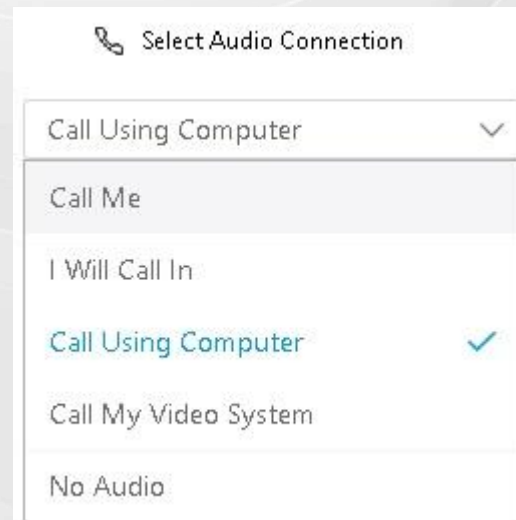 Select Audio Connection
Call Using Computer
Call Me
I Will Call In
Call Using Computer
Call My Video System
No Audio